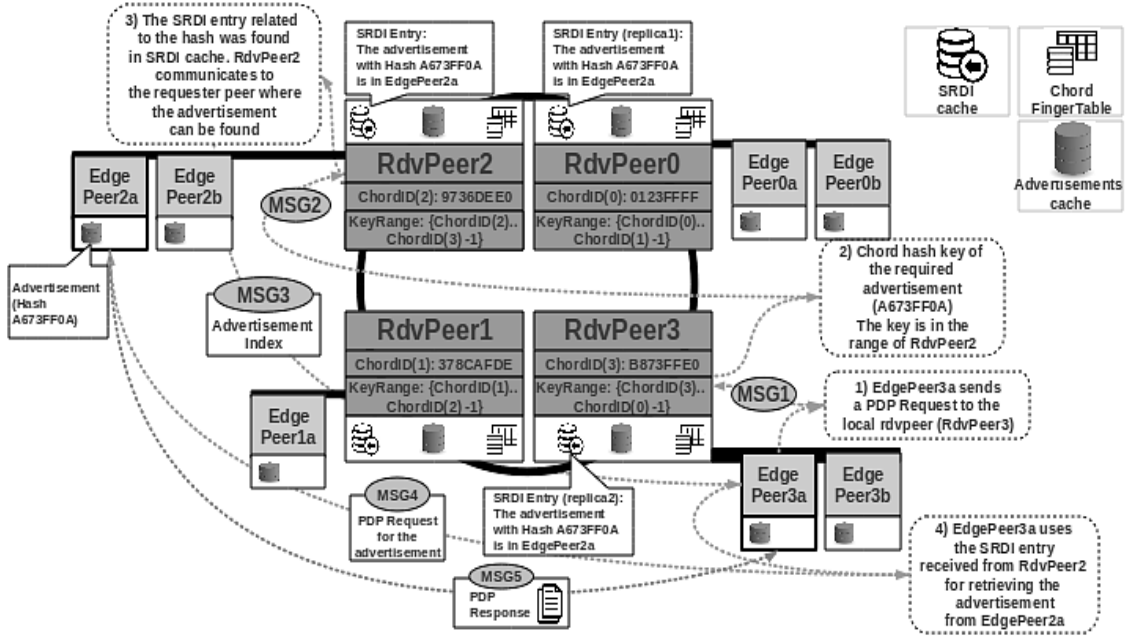 3) The SRDI entry related
to the hash was found
in SRDI cache. RdvPeer2
communicates to
the requester peer where
the advertisement
can be found
SRDI Entry:
The advertisement
with Hash A673FF0A
is in EdgePeer2a
SRDI Entry (replica1):
The advertisement
with Hash A673FF0A
is in EdgePeer2a
SRDI
cache
Chord
FingerTable
Advertisements
cache
Edge
Peer2a
Edge
Peer2b
RdvPeer2
ChordID(2): 9736DEE0
KeyRange: {ChordID(2)..
ChordID(3) -1}
RdvPeer0
ChordID(0): 0123FFFF
KeyRange: {ChordID(0)..
ChordID(1) -1}
Edge
Peer0a
Edge
Peer0b
MSG2
Advertisement
(Hash
A673FF0A)
MSG3
Advertisement
Index
2) Chord hash key of
the required
advertisement
(A673FF0A)
The key is in the
range of RdvPeer2
RdvPeer1
ChordID(1): 378CAFDE
KeyRange: {ChordID(1)..
ChordID(2) -1}
RdvPeer3
ChordID(3): B873FFE0
KeyRange: {ChordID(3)..
ChordID(0) -1}
MSG1
1) EdgePeer3a sends
a PDP Request to the
local rdvpeer (RdvPeer3)
Edge
Peer1a
Edge
Peer3a
Edge
Peer3b
MSG4
PDP Request
for the
advertisement
SRDI Entry (replica2):
The advertisement
with Hash A673FF0A
is in EdgePeer2a
MSG5
PDP
Response
4) EdgePeer3a uses
the SRDI entry
received from RdvPeer2
for retrieving the
advertisement
from EdgePeer2a